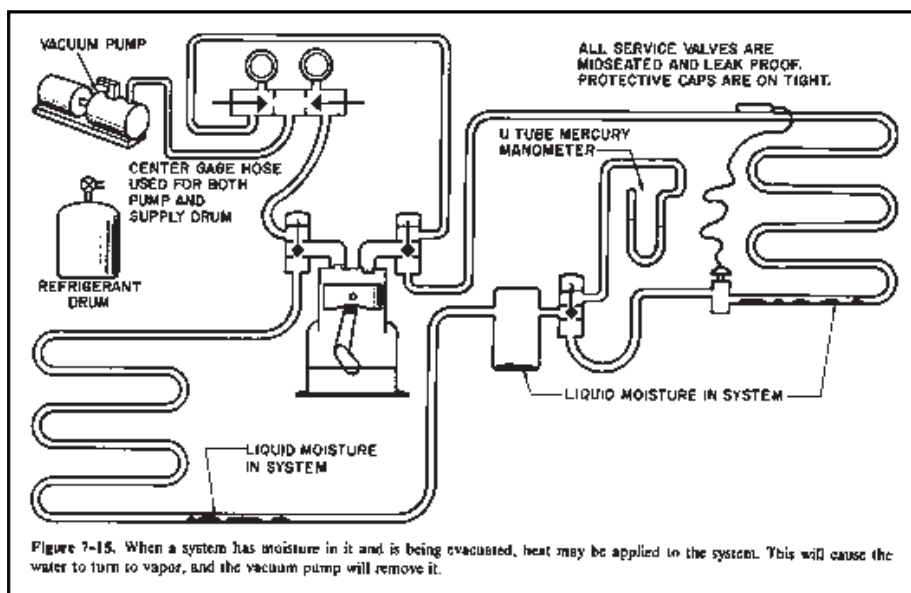 VACUUM PUMP
ALL SERVICE VALVES ARE
MIDSEATED AND LEAK PROOF.
PROTECTIVE CAPS ARE ON TIGHT.
U TUBE MERCURY
MANOMETER
CENTER GAGE HOSE
USED FOR BOTH
PUMP AND
SUPPLY DRUM
REFRIGERANT
DRUM
LIQUID MOISTURE IN SYSTEM
LIQUID MOISTURE
IN SYSTEM
Figure 7-15. When a system has moisture in it and is being evacuated, heat may be applied to the system. This will cause the
water to turn to vapor, and the vacuum pump will remove it.